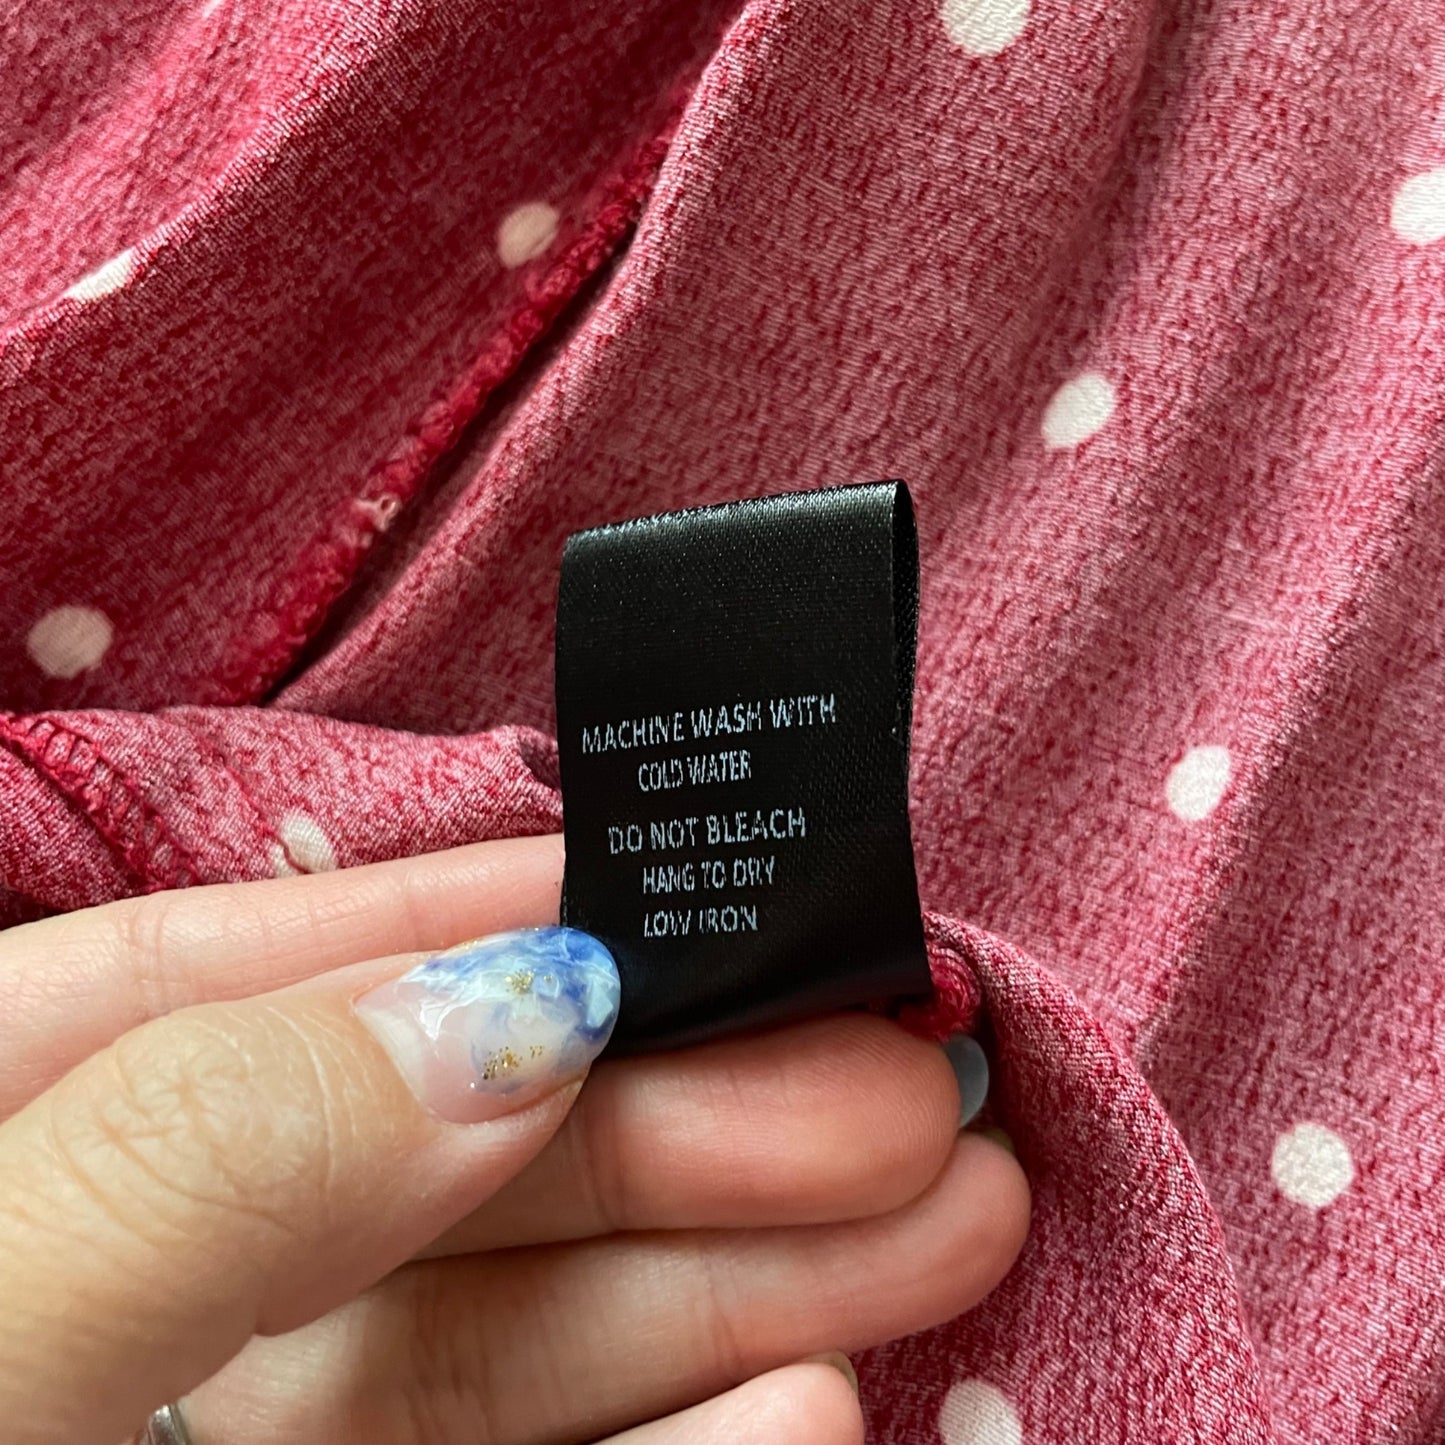 MACHINE WASH WITH
COLD WATER
DO NOT BLEACH
HANG TO DRY
LOW IRON